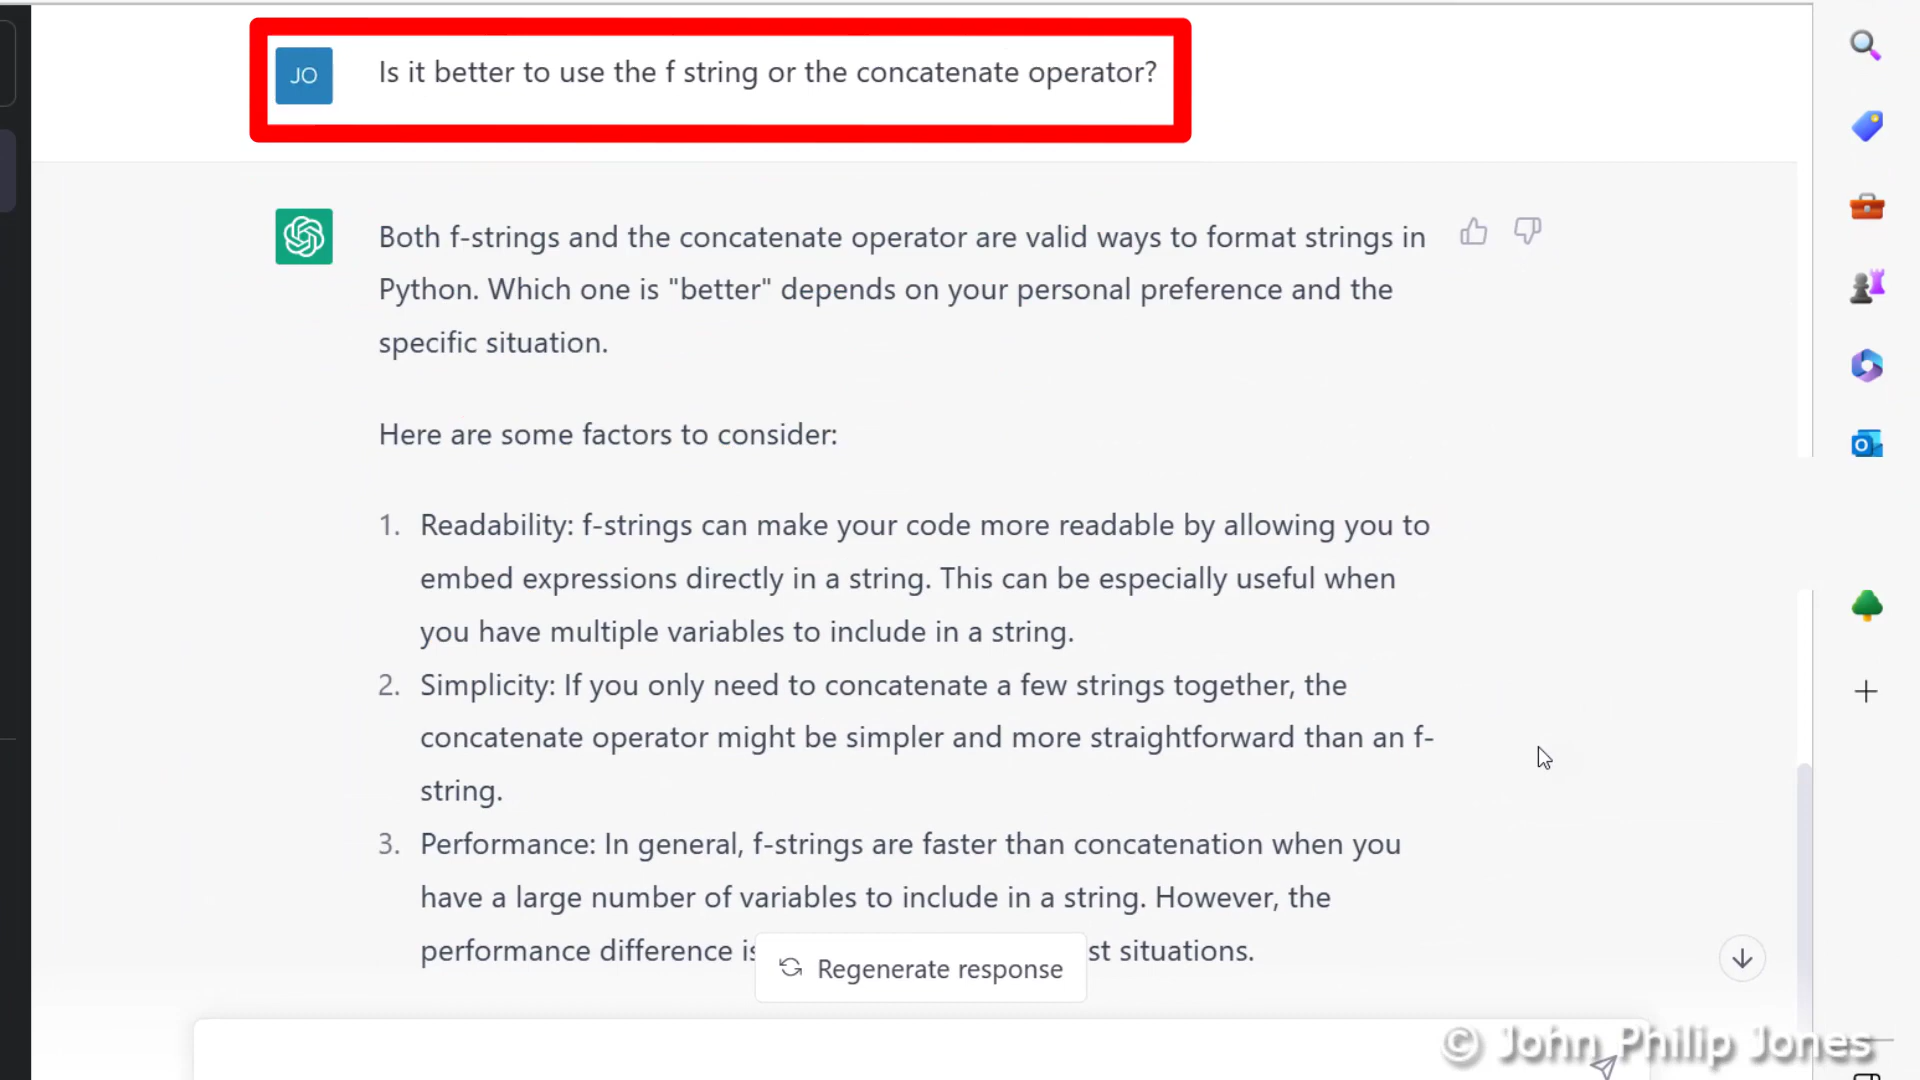 JO
Is it better to use the f string or the concatenate operator?
Both f-strings and the concatenate operator are valid ways to format strings in
Python. Which one is "better" depends on your personal preference and the
specific situation.
Here are some factors to consider:
1. Readability: f-strings can make your code more readable by allowing you to
embed expressions directly in a string. This can be especially useful when
you have multiple variables to include in a string.
2. Simplicity: If you only need to concatenate a few strings together, the
concatenate operator might be simpler and more straightforward than an f-
string.
3. Performance: In general, f-strings are faster than concatenation when you
have a large number of variables to include in a string. However, the
performance difference is st situations.
Regenerate response
© John Philip Jones